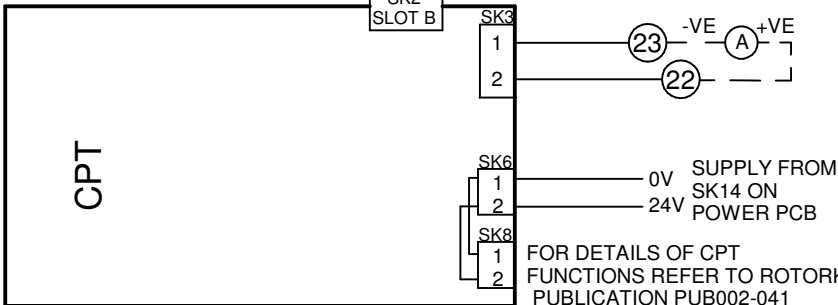 SLOT B
SK3
1
2
23
-VE
A
+VE
22
CPT
SK6
1
2
0V
24V
SUPPLY FROM
SK14 ON
POWER PCB
SK8
1
2
FOR DETAILS OF CPT
FUNCTIONS REFER TO ROTORK
PUBLICATION PUB002-041